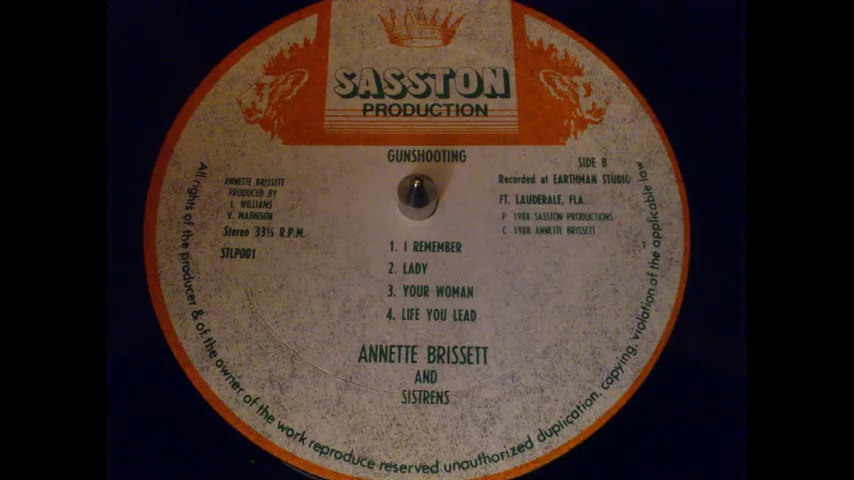 SASSTON
PRODUCTION
GUNSHOOTING
SIDE B
ANNETTE BRISSETT
PRODUCED BY
I. WILLIAMS
V. MATHISON
Stereo 33⅓ R.P.M.
STLP001
Recorded at EARTHMAN STUDIO
FT. LAUDERALE, FLA.
P 1988 SASSTON PRODUCTIONS
C 1988 ANNETTE BRISSETT
1. I REMEMBER
2. LADY
3. YOUR WOMAN
4. LIFE YOU LEAD
ANNETTE BRISSETT
AND
SISTRENS
All rights of the producer & of the owner of the work reproduce reserved unauthorized duplication, copying, violation of the applicable law